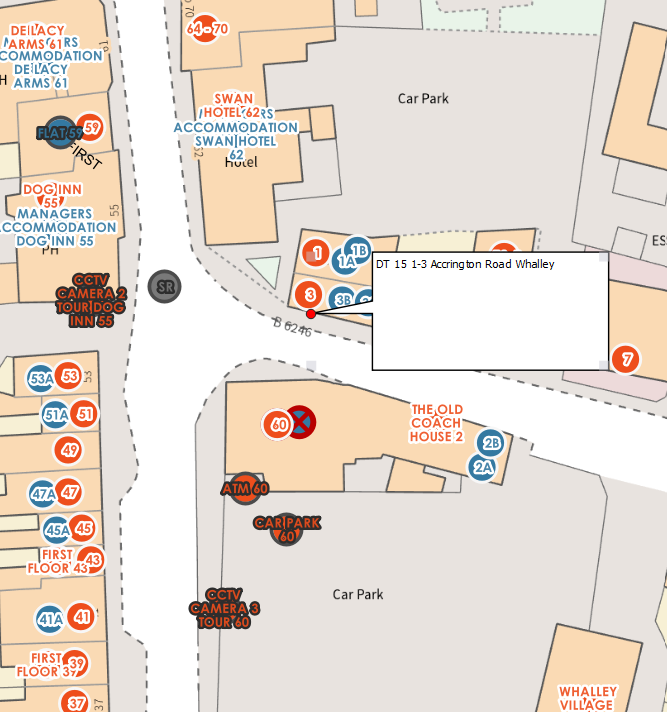 DEILACY
ARMS 61
ACCOMMODATION
DE LACY
ARMS 61
64 - 70
Car Park
SWAN
HOTEL 62
ACCOMMODATION
SWAN HOTEL
62
Hotel
FLAT 59
59
FIRST
DOG INN
55
MANAGERS
ACCOMMODATION
DOG INN 55
PH
55
CCTV
CAMERA 2
TOUR DOG
INN 55
SR
1
1A
1B
3
3B
B 6246
DT 15 1-3 Accrington Road Whalley
ES
7
53A
53
53
51A
51
49
47A
47
45A
45
FIRST
FLOOR 43
43
41A
41
FIRST
FLOOR 39
39
37
37
60
THE OLD
COACH
HOUSE 2
2B
2A
ATM 60
CAR PARK
60
CCTV
CAMERA 3
TOUR 60
Car Park
WHALLEY
VILLAGE